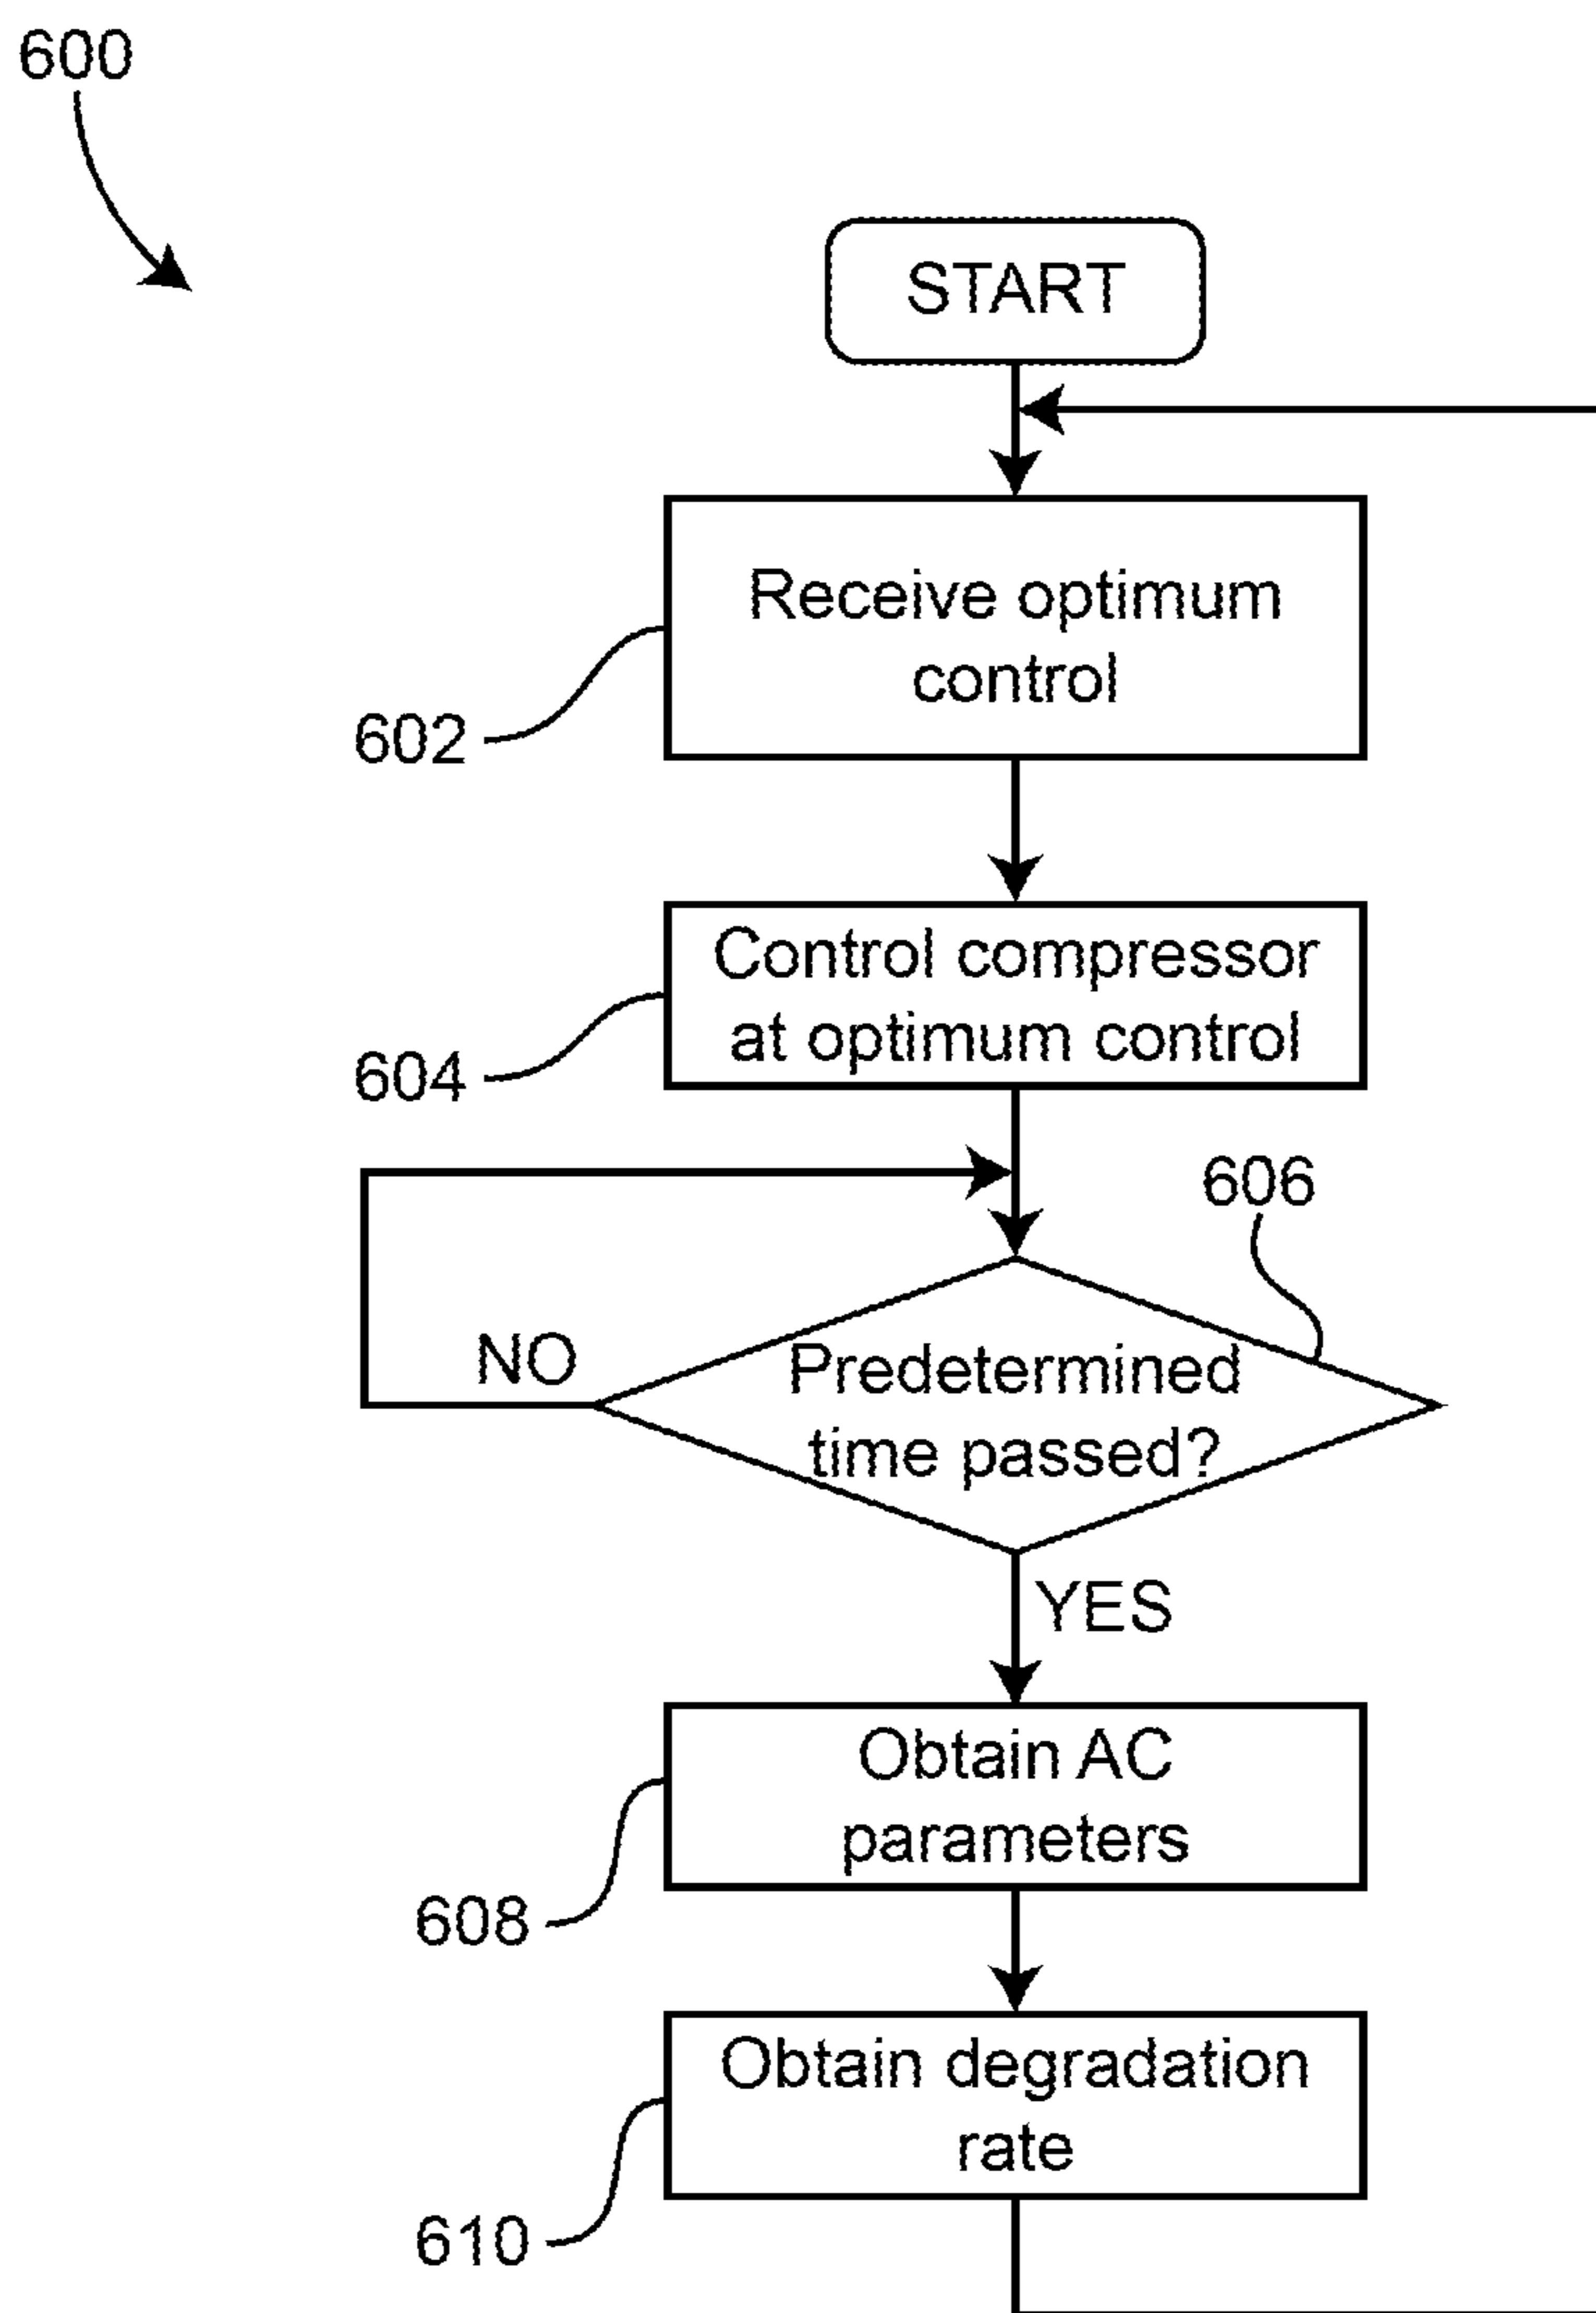 600
START
Receive optimum
control
602
Control compressor
at optimum control
604
606
NO
Predetermined
time passed?
YES
Obtain AC
parameters
608
Obtain degradation
rate
610